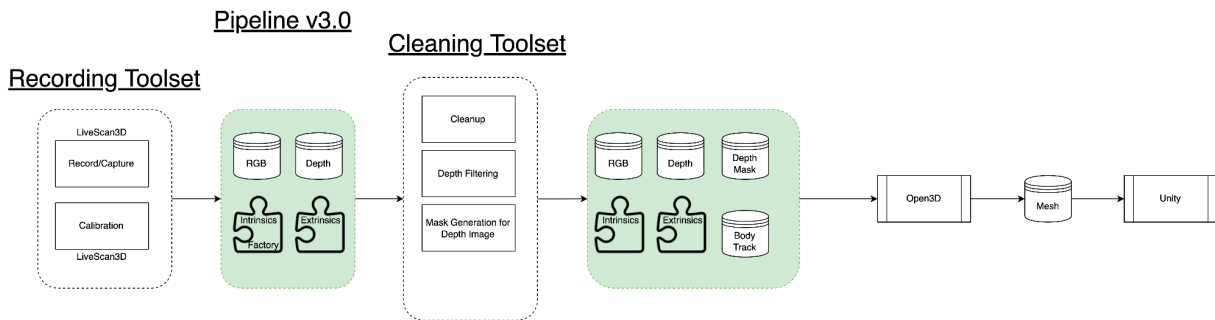 Pipeline v3.0
Recording Toolset
LiveScan3D
Record/Capture
Calibration
LiveScan3D
RGB
Depth
Intrinsics
Factory
Extrinsics
Cleaning Toolset
Cleanup
Depth Filtering
Mask Generation for
Depth Image
RGB
Depth
Depth
Mask
Intrinsics
Extrinsics
Body
Track
Open3D
Mesh
Unity